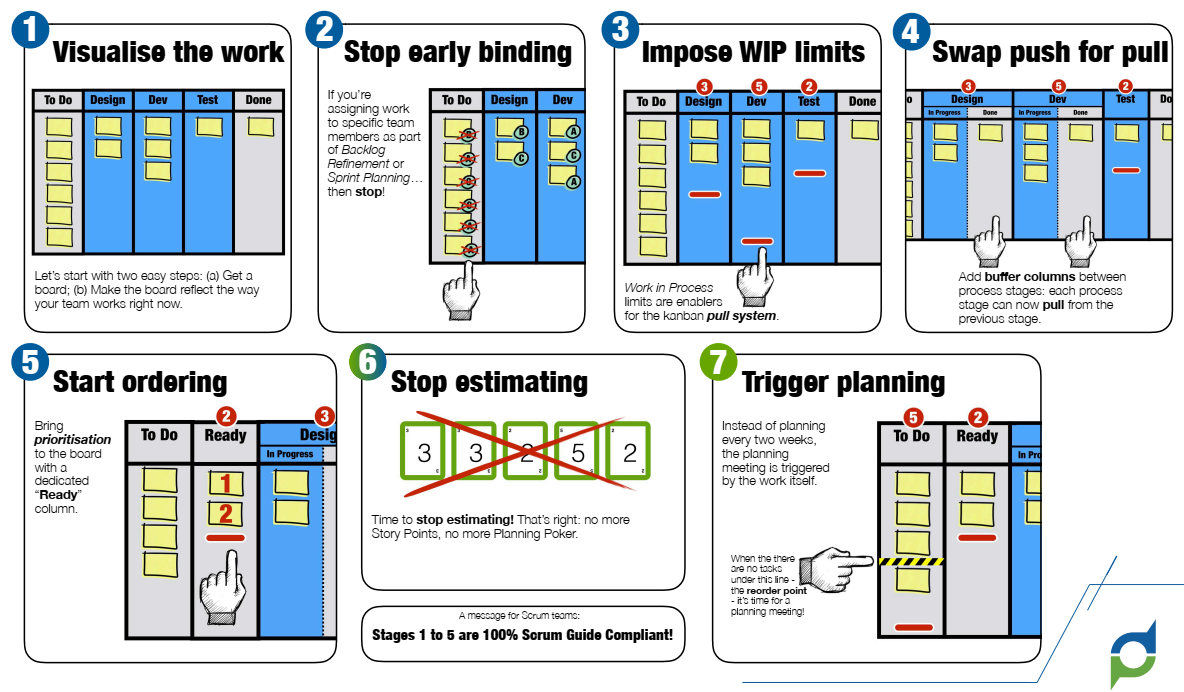 1
Visualise the work
To Do Design Dev Test Done
Let's start with two easy steps: (a) Get a
board; (b) Make the board reflect the way
your team works right now.
2
Stop early binding
If you're
assigning work
to specific team
members as part
of Backlog
Refinement or
Sprint Planning...
then stop!
To Do Design Dev
B A
C C
A
3
Impose WIP limits
3 5 2
To Do Design Dev Test Done
Work in Process
limits are enablers
for the kanban pull system.
4
Swap push for pull
3 5 2
o Design Dev Test Do
In Progress Done In Progress Done
Add buffer columns between
process stages: each process
stage can now pull from the
previous stage.
5
Start ordering
Bring
prioritisation
to the board
with a
dedicated
"Ready"
column.
2 3
To Do Ready Desig
In Progress
1
2
6
Stop estimating
3 3 2 5 2
Time to stop estimating! That's right: no more
Story Points, no more Planning Poker.
A message for Scrum teams:
Stages 1 to 5 are 100% Scrum Guide Compliant!
7
Trigger planning
Instead of planning
every two weeks,
the planning
meeting is triggered
by the work itself.
5 2
To Do Ready
In Pro
When the there
are no tasks
under this line -
the reorder point
- it's time for a
planning meeting!